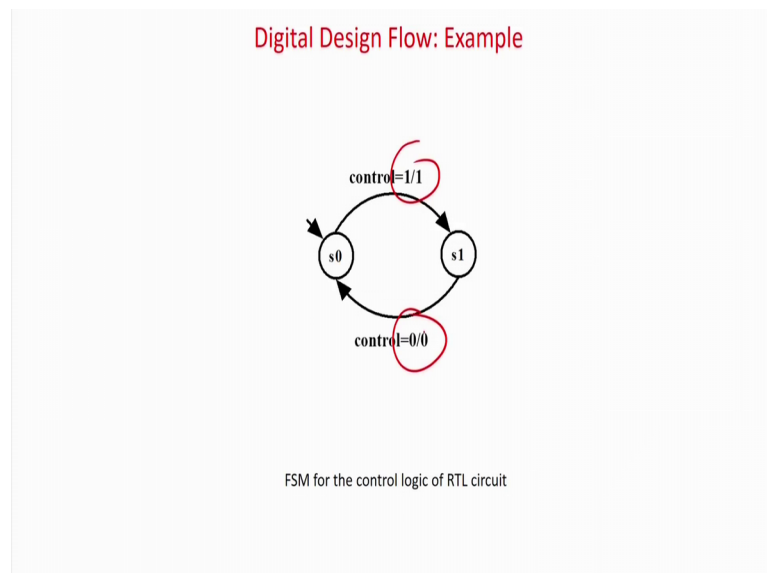 Digital Design Flow: Example
control=1/1
s0
s1
control=0/0
FSM for the control logic of RTL circuit